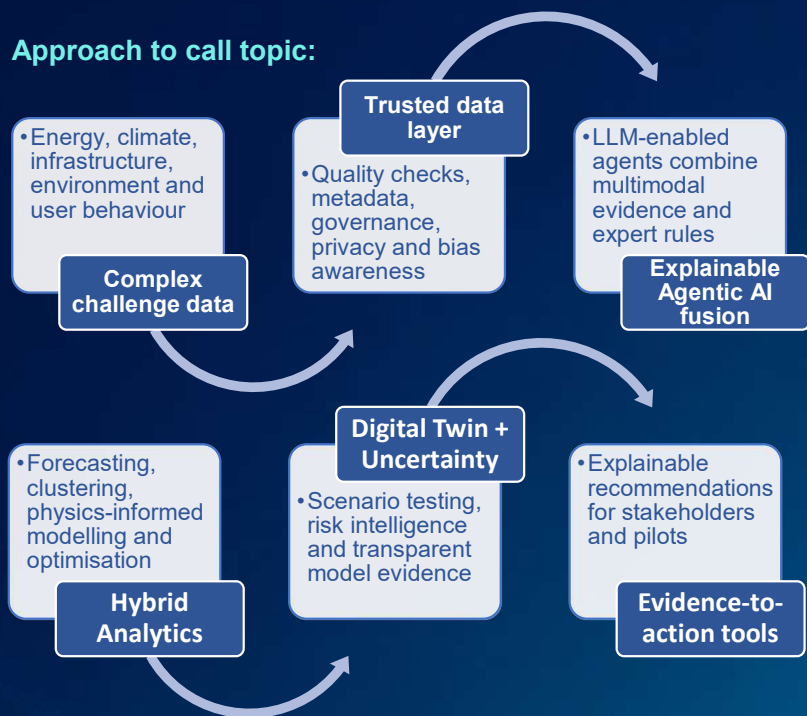 Approach to call topic:
•Energy, climate,
infrastructure,
environment and
user behaviour
Complex
challenge data
Trusted data
layer
•Quality checks,
metadata,
governance,
privacy and bias
awareness
•LLM-enabled
agents combine
multimodal
evidence and
expert rules
Explainable
Agentic AI
fusion
•Forecasting,
clustering,
physics-informed
modelling and
optimisation
Hybrid
Analytics
Digital Twin +
Uncertainty
•Scenario testing,
risk intelligence
and transparent
model evidence
•Explainable
recommendations
for stakeholders
and pilots
Evidence-to-
action tools